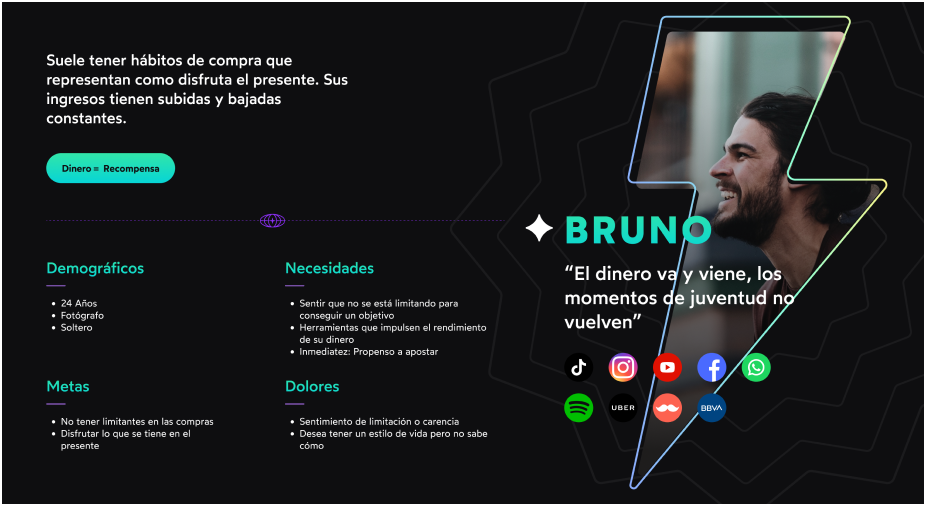 Suele tener hábitos de compra que
representan como disfruta el presente. Sus
ingresos tienen subidas y bajadas
constantes.
Dinero = Recompensa
Demográficos
• 24 Años
• Fotógrafo
• Soltero
Necesidades
• Sentir que no se está limitando para
conseguir un objetivo
• Herramientas que impulsen el rendimiento
de su dinero
• Inmediatez: Propenso a apostar
Metas
• No tener limitantes en las compras
• Disfrutar lo que se tiene en el
presente
Dolores
• Sentimiento de limitación o carencia
• Desea tener un estilo de vida pero no sabe
cómo
BRUNO
“El dinero va y viene, los
momentos de juventud no
vuelven”
UBER
BBVA